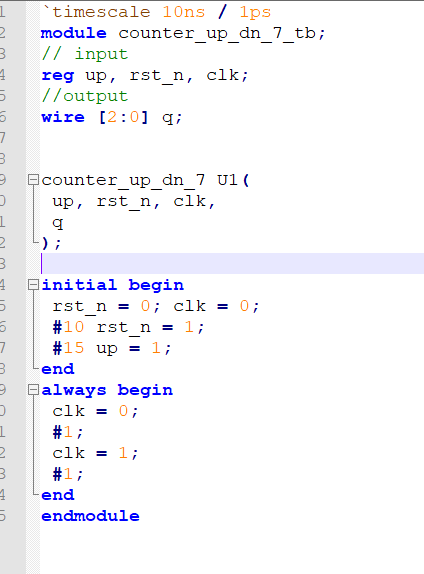 1 `timescale 10ns / 1ps
2 module counter_up_dn_7_tb;
3 // input
4 reg up, rst_n, clk;
5 //output
6 wire [2:0] q;
7
8
9 counter_up_dn_7 U1(
0 up, rst_n, clk,
1 q
2 );
3
4 initial begin
5 rst_n = 0; clk = 0;
6 #10 rst_n = 1;
7 #15 up = 1;
8 end
9 always begin
0 clk = 0;
1 #1;
2 clk = 1;
3 #1;
4 end
5 endmodule